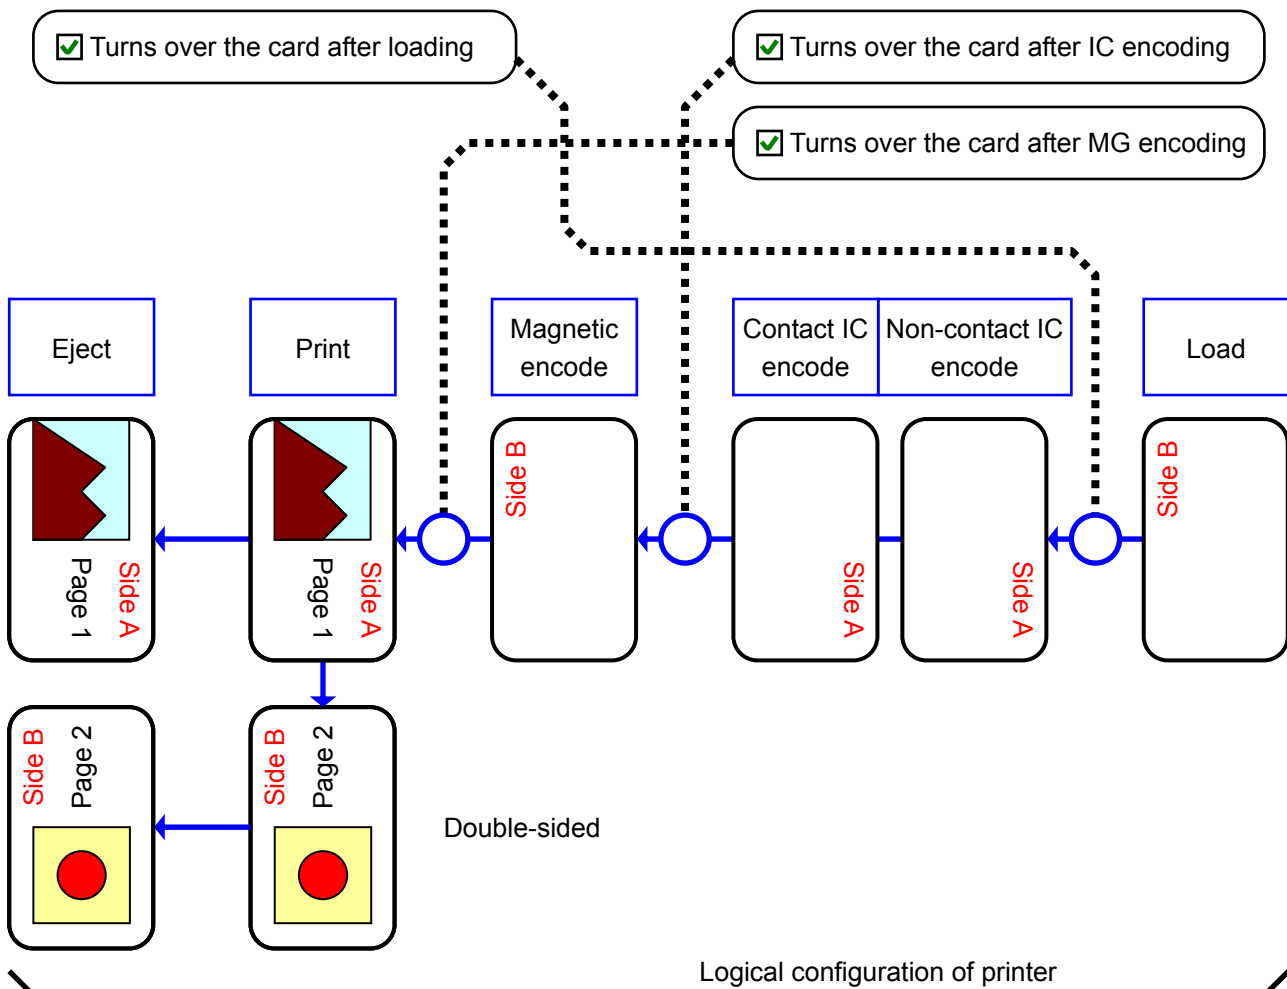 Turns over the card after loading
Turns over the card after IC encoding
Turns over the card after MG encoding
Eject
Print
Magnetic
encode
Contact IC
encode
Non-contact IC
encode
Load
Page 1
Side A
Page 1
Side A
Side B
Side A
Side A
Side B
Side B
Page 2
Side B
Page 2
Double-sided
Logical configuration of printer